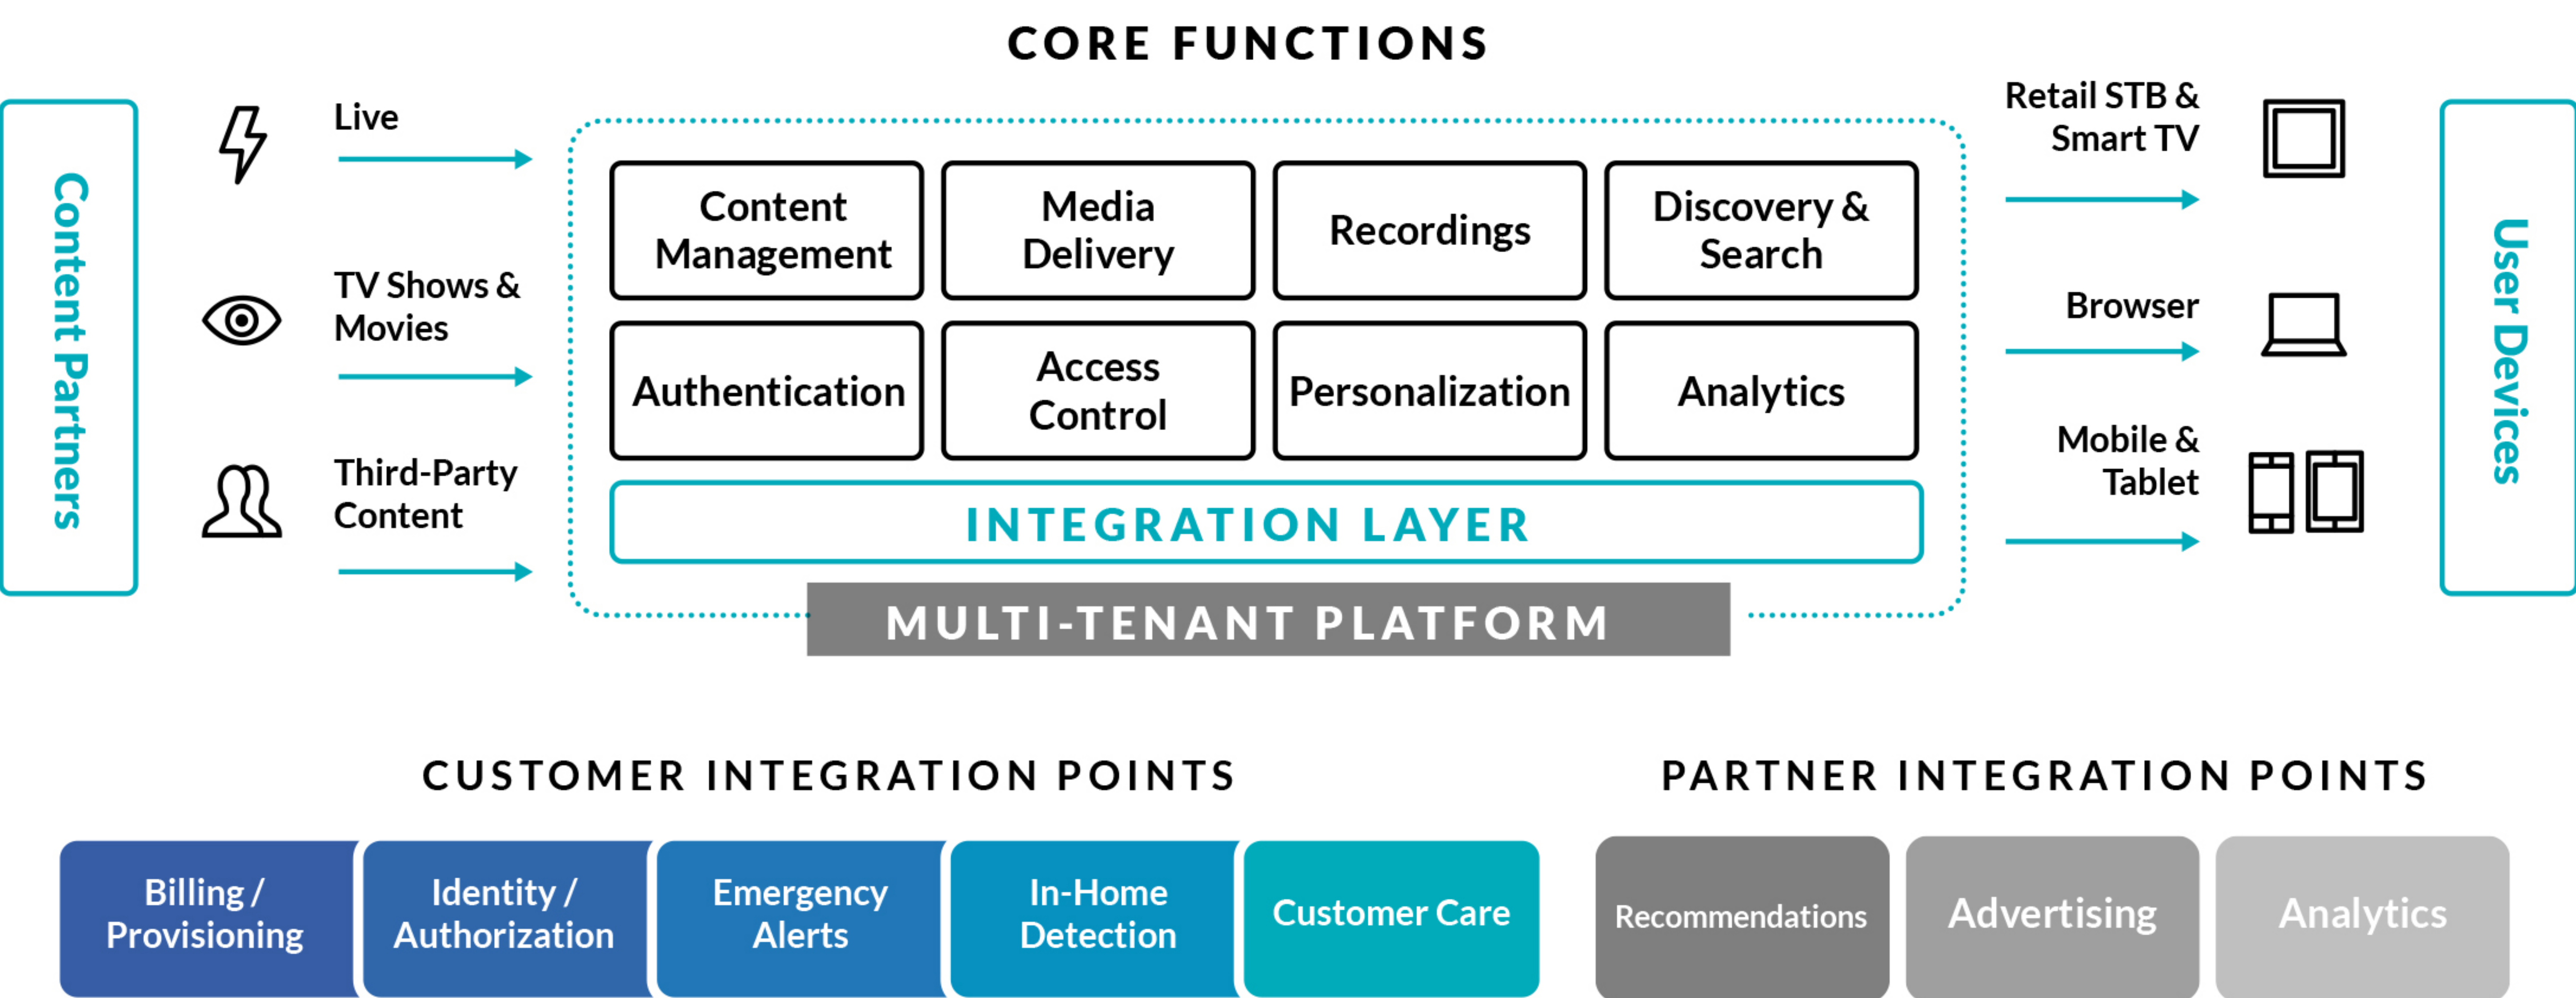 CORE FUNCTIONS
Content Partners
Live
TV Shows &
Movies
Third-Party
Content
Content
Management
Media
Delivery
Recordings
Discovery &
Search
Authentication
Access
Control
Personalization
Analytics
INTEGRATION LAYER
MULTI-TENANT PLATFORM
Retail STB &
Smart TV
Browser
Mobile &
Tablet
User Devices
CUSTOMER INTEGRATION POINTS
Billing /
Provisioning
Identity /
Authorization
Emergency
Alerts
In-Home
Detection
Customer Care
PARTNER INTEGRATION POINTS
Recommendations
Advertising
Analytics